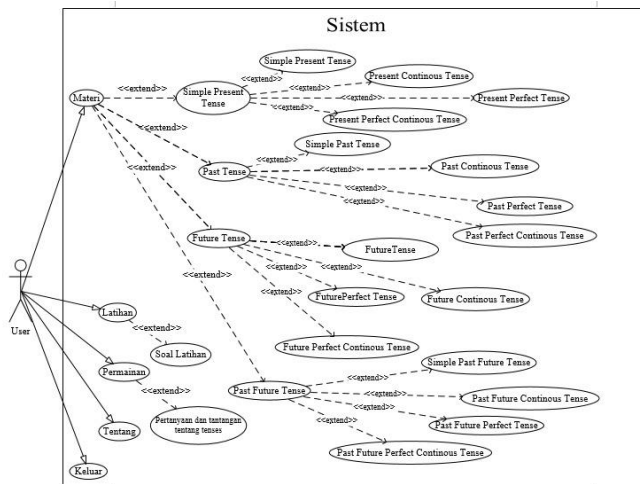 Sistem
Simple Present Tense
<<extend>>
Present Continous Tense
<<extend>>
Materi
<<extend>>
Simple Present
Tense
<<extend>>
Present Perfect Tense
<<extend>>
Present Perfect Continous Tense
<<extend>>
Simple Past Tense
<<extend>>
Past Tense
<<extend>>
Past Continous Tense
<<extend>>
Past Perfect Tense
<<extend>>
Past Perfect Continous Tense
<<extend>>
Future Tense
<<extend>>
FutureTense
<<extend>>
<<extend>>
FuturePerfect Tense
Future Continous Tense
<<extend>>
Future Perfect Continous Tense
<<extend>>
User
Latihan
<<extend>>
Soal Latihan
Permainan
<<extend>>
Pertanyaan dan tantangan
tentang tenses
Tentang
Keluar
Simple Past Future Tense
<<extend>>
Past Future Tense
<<extend>>
Past Future Continous Tense
<<extend>>
Past Future Perfect Tense
<<extend>>
Past Future Perfect Continous Tense